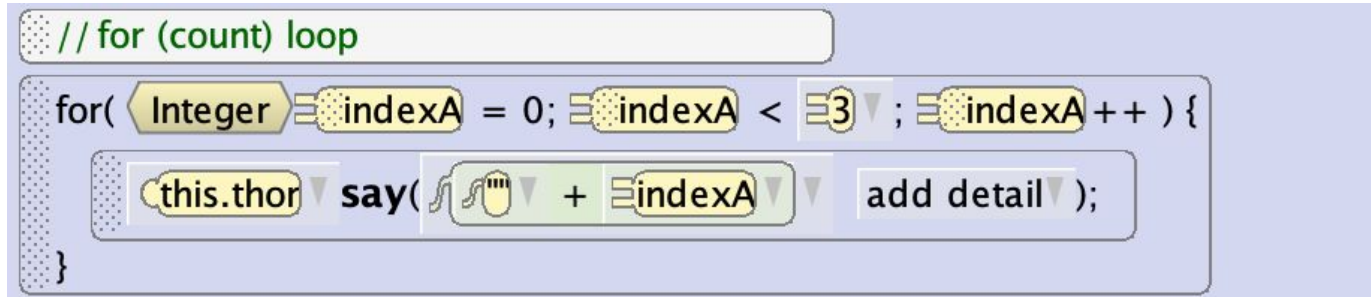 // for (count) loop
for( Integer indexA = 0; indexA < 3 ; indexA ++ ) {
this.thor say( "" + indexA add detail );
}